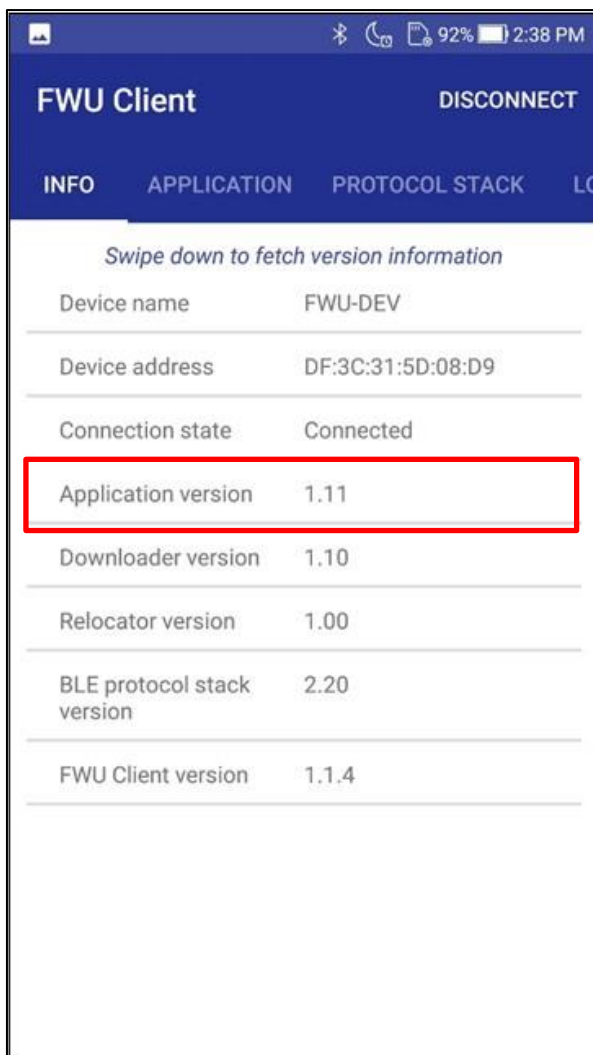 92% 2:38 PM
FWU Client DISCONNECT
INFO APPLICATION PROTOCOL STACK LO
Swipe down to fetch version information
Device name FWU-DEV
Device address DF:3C:31:5D:08:D9
Connection state Connected
Application version 1.11
Downloader version 1.10
Relocator version 1.00
BLE protocol stack 2.20
version
FWU Client version 1.1.4